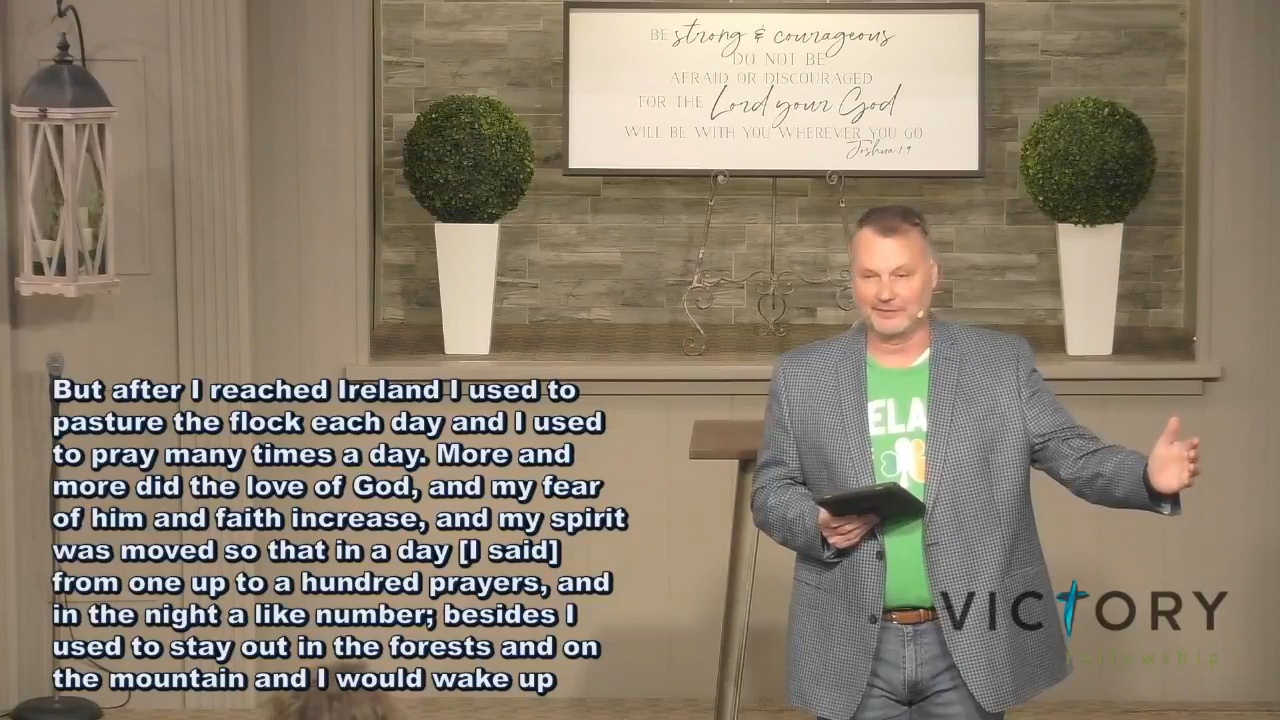 BE strong & courageous
DO NOT BE
AFRAID OR DISCOURAGED
FOR THE Lord your God
WILL BE WITH YOU WHEREVER YOU GO
Joshua 1:9
But after I reached Ireland I used to
pasture the flock each day and I used
to pray many times a day. More and
more did the love of God, and my fear
of him and faith increase, and my spirit
was moved so that in a day [I said]
from one up to a hundred prayers, and
in the night a like number; besides I
used to stay out in the forests and on
the mountain and I would wake up
ELA
VICTORY
fellowship